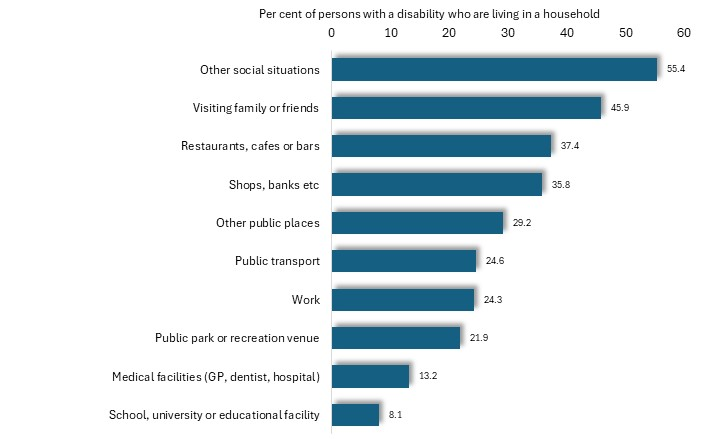 Per cent of persons with a disability who are living in a household
0 10 20 30 40 50 60
Other social situations 55.4
Visiting family or friends 45.9
Restaurants, cafes or bars 37.4
Shops, banks etc 35.8
Other public places 29.2
Public transport 24.6
Work 24.3
Public park or recreation venue 21.9
Medical facilities (GP, dentist, hospital) 13.2
School, university or educational facility 8.1